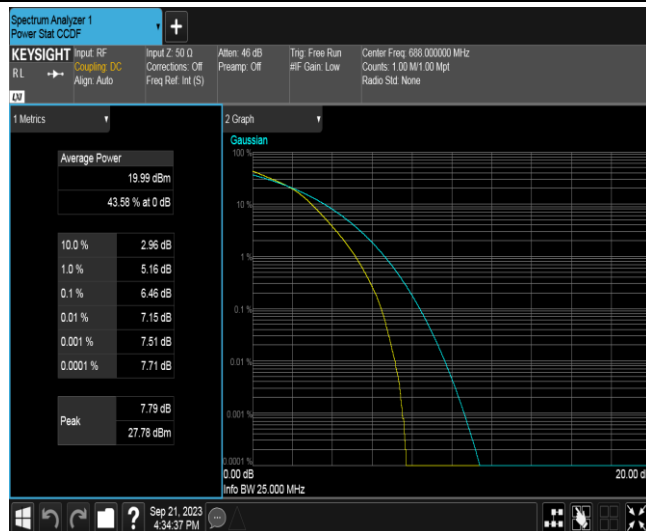 Spectrum Analyzer 1
Power Stat CCDF
+
KEYSIGHT
RL
Input: RF
Coupling: DC
Align: Auto
Input Z: 50 Ω
Corrections: Off
Freq Ref: Int (S)
Atten: 46 dB
Preamp: Off
Trig: Free Run
#IF Gain: Low
Center Freq: 688.000000 MHz
Counts: 1.00 M/1.00 Mpt
Radio Std: None
1 Metrics
Average Power
19.99 dBm
43.58 % at 0 dB
10.0 % 2.96 dB
1.0 % 5.16 dB
0.1 % 6.46 dB
0.01 % 7.15 dB
0.001 % 7.51 dB
0.0001 % 7.71 dB
Peak
7.79 dB
27.78 dBm
2 Graph
Gaussian
100 %
10 %
1 %
0.1 %
0.01 %
0.001 %
0.0001 %
0.00 dB
20.00 d
Info BW 25.000 MHz
?
Sep 21, 2023
4:34:37 PM